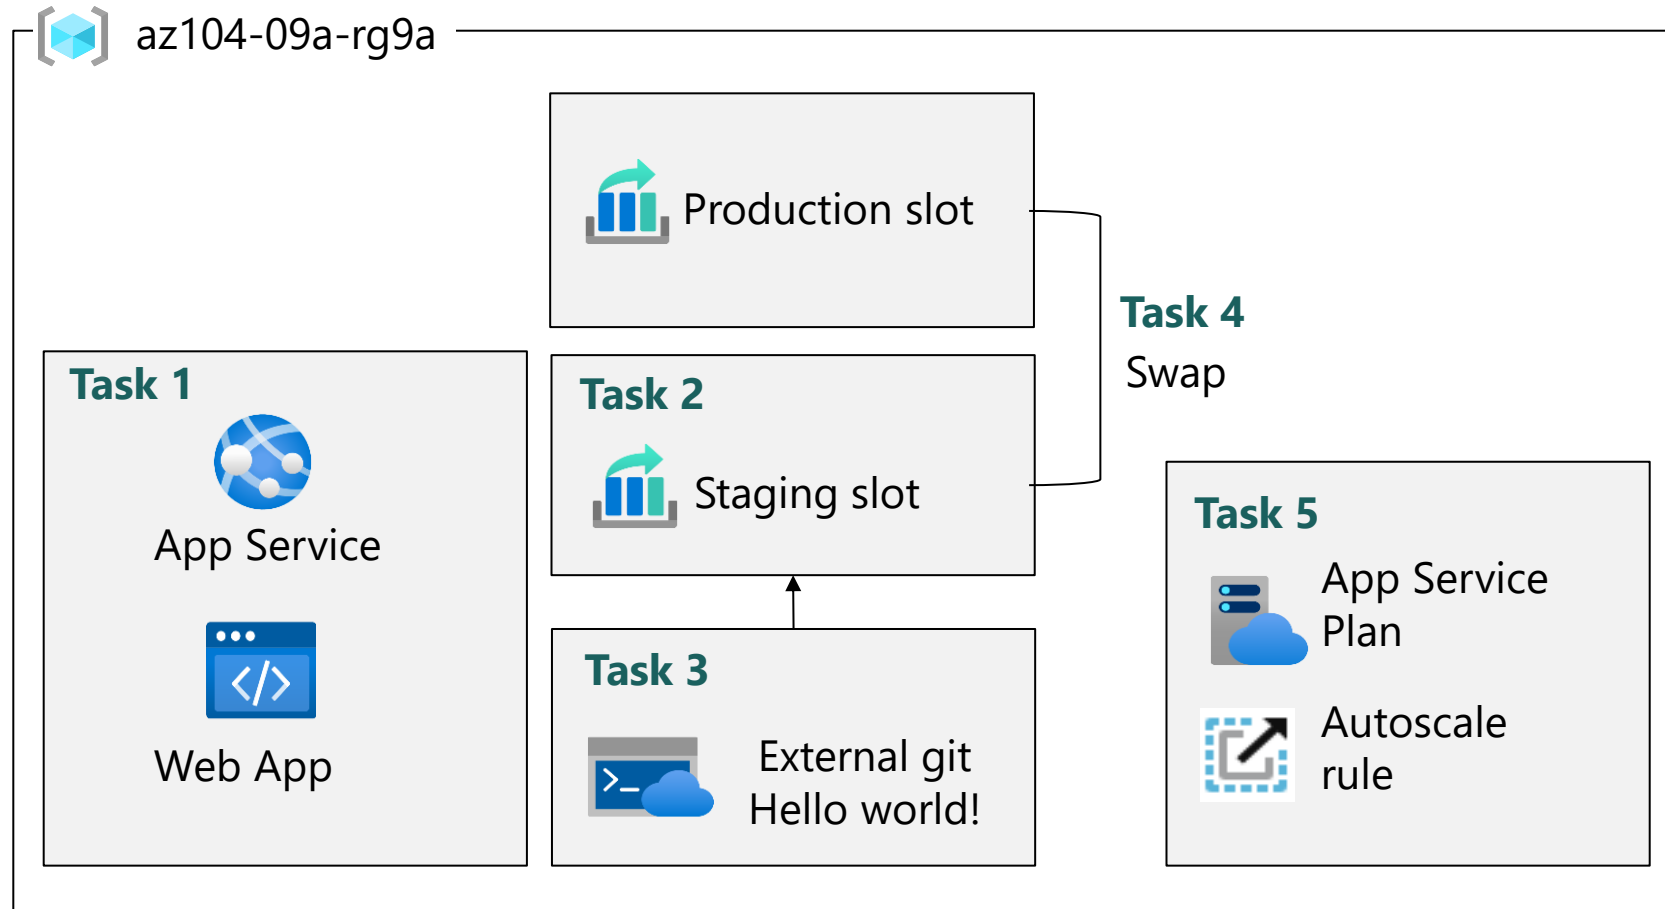 az104-09a-rg9a
Production slot
Task 4
Swap
Task 1
App Service
Web App
Task 2
Staging slot
Task 3
External git
Hello world!
Task 5
App Service
Plan
Autoscale
rule